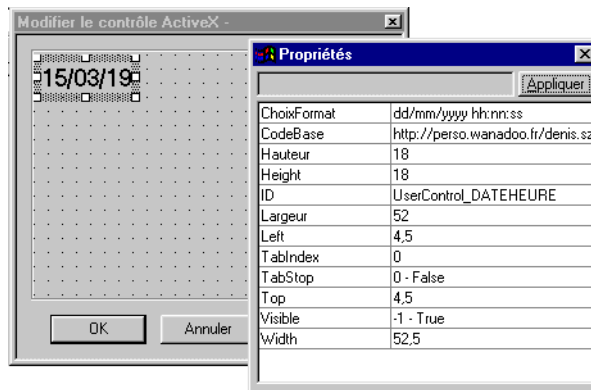 Modifier le contrôle ActiveX -
15/03/19
OK
Annuler
Propriétés
Appliquer
ChoixFormat dd/mm/yyyy hh:nn:ss
CodeBase http://perso.wanadoo.fr/denis.sz
Hauteur 18
Height 18
ID UserControl_DATEHEURE
Largeur 52
Left 4,5
TabIndex 0
TabStop 0 - False
Top 4,5
Visible -1 - True
Width 52,5